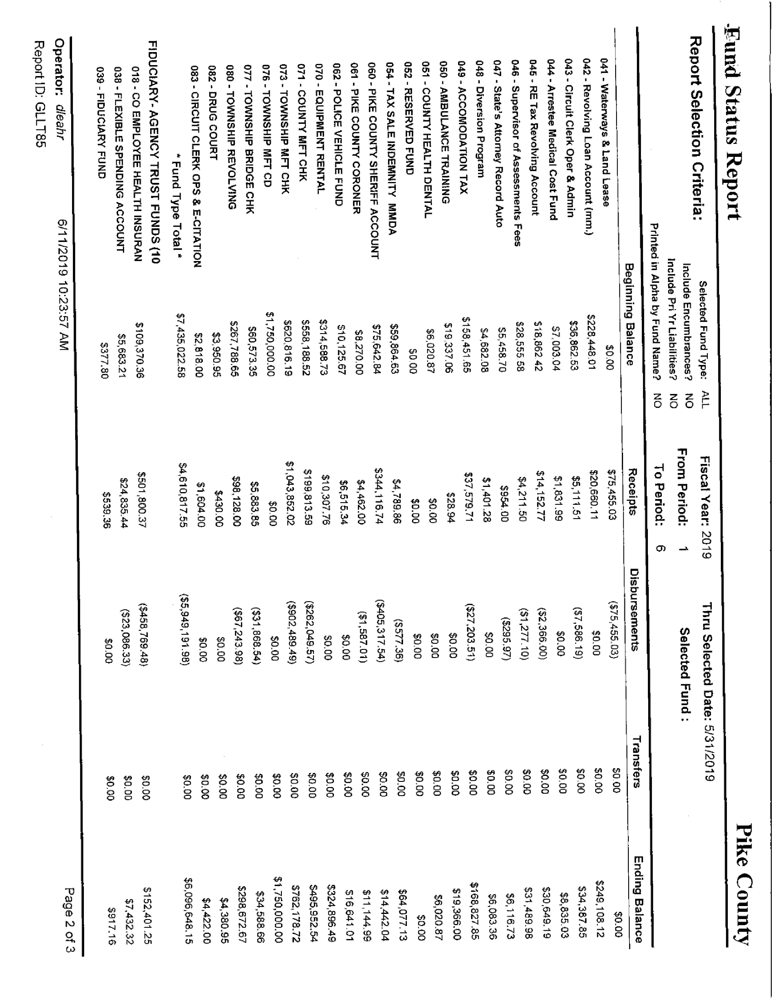 Fund Status Report Pike County
Report Selection Criteria: Selected Fund Type: ALL Fiscal Year: 2019 Thru Selected Date: 5/31/2019
Include Encumbrances? NO From Period: 1 Selected Fund :
Include Pri Yr Liabilities? NO
Printed in Alpha by Fund Name? NO To Period: 6
Beginning Balance Receipts Disbursements Transfers Ending Balance
041 - Waterways & Land Lease $0.00 $75,455.03 ($75,455.03) $0.00 $0.00
042 - Revolving Loan Account (mm.) $228,448.01 $20,660.11 $0.00 $0.00 $249,108.12
043 - Circuit Clerk Oper & Admin $36,862.53 $5,111.51 ($7,586.19) $0.00 $34,387.85
044 - Arrestee Medical Cost Fund $7,003.04 $1,831.99 $0.00 $0.00 $8,835.03
045 - RE Tax Revolving Account $18,862.42 $14,152.77 ($2,366.00) $0.00 $30,649.19
046 - Supervisor of Assessments Fees $28,555.58 $4,211.50 ($1,277.10) $0.00 $31,489.98
047 - State's Attorney Record Auto $5,458.70 $954.00 ($295.97) $0.00 $6,116.73
048 - Diversion Program $4,682.08 $1,401.28 $0.00 $0.00 $6,083.36
049 - ACCOMODATION TAX $158,451.65 $37,579.71 ($27,203.51) $0.00 $168,827.85
050 - AMBULANCE TRAINING $19,337.06 $28.94 $0.00 $0.00 $19,366.00
051 - COUNTY HEALTH DENTAL $6,020.87 $0.00 $0.00 $0.00 $6,020.87
052 - RESERVED FUND $0.00 $0.00 $0.00 $0.00 $0.00
054 - TAX SALE INDEMNITY MMDA $59,864.63 $4,789.86 ($577.36) $0.00 $64,077.13
060 - PIKE COUNTY SHERIFF ACCOUNT $75,642.84 $344,116.74 ($405,317.54) $0.00 $14,442.04
061 - PIKE COUNTY CORONER $8,270.00 $4,462.00 ($1,587.01) $0.00 $11,144.99
062 - POLICE VEHICLE FUND $10,125.67 $6,515.34 $0.00 $0.00 $16,641.01
070 - EQUIPMENT RENTAL $314,588.73 $10,307.76 $0.00 $0.00 $324,896.49
071 - COUNTY MFT CHK $558,188.52 $199,813.59 ($262,049.57) $0.00 $495,952.54
073 - TOWNSHIP MFT CHK $620,816.19 $1,043,852.02 ($902,489.49) $0.00 $762,178.72
076 - TOWNSHIP MFT CD $1,750,000.00 $0.00 $0.00 $0.00 $1,750,000.00
077 - TOWNSHIP BRIDGE CHK $60,573.35 $5,883.85 ($31,868.54) $0.00 $34,588.66
080 - TOWNSHIP REVOLVING $267,788.65 $98,128.00 ($67,243.98) $0.00 $298,672.67
082 - DRUG COURT $3,950.95 $430.00 $0.00 $0.00 $4,380.95
083 - CIRCUIT CLERK OPS & E-CITATION $2,818.00 $1,604.00 $0.00 $0.00 $4,422.00
* Fund Type Total * $7,435,022.58 $4,610,817.55 ($5,949,191.98) $0.00 $6,096,648.15
FIDUCIARY- AGENCY TRUST FUNDS (10
018 - CO EMPLOYEE HEALTH INSURAN $109,370.36 $501,800.37 ($458,769.48) $0.00 $152,401.25
038 - FLEXIBLE SPENDING ACCOUNT $5,683.21 $24,835.44 ($23,086.33) $0.00 $7,432.32
039 - FIDUCIARY FUND $377.80 $539.36 $0.00 $0.00 $917.16
Operator: dleahr 6/11/2019 10:23:57 AM Page 2 of 3
Report ID: GLLT85